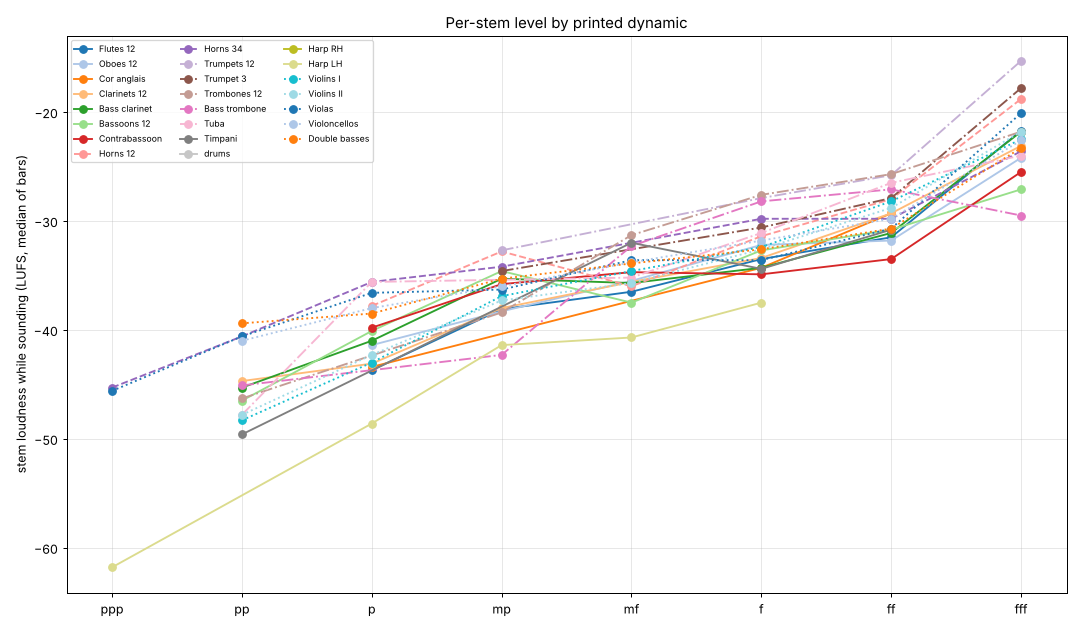 Per-stem level by printed dynamic
Flutes 12
Oboes 12
Cor anglais
Clarinets 12
Bass clarinet
Bassoons 12
Contrabassoon
Horns 12
Horns 34
Trumpets 12
Trumpet 3
Trombones 12
Bass trombone
Tuba
Timpani
drums
Harp RH
Harp LH
Violins I
Violins II
Violas
Violoncellos
Double basses
stem loudness while sounding (LUFS, median of bars)
−20
−30
−40
−50
−60
ppp pp p mp mf f ff fff